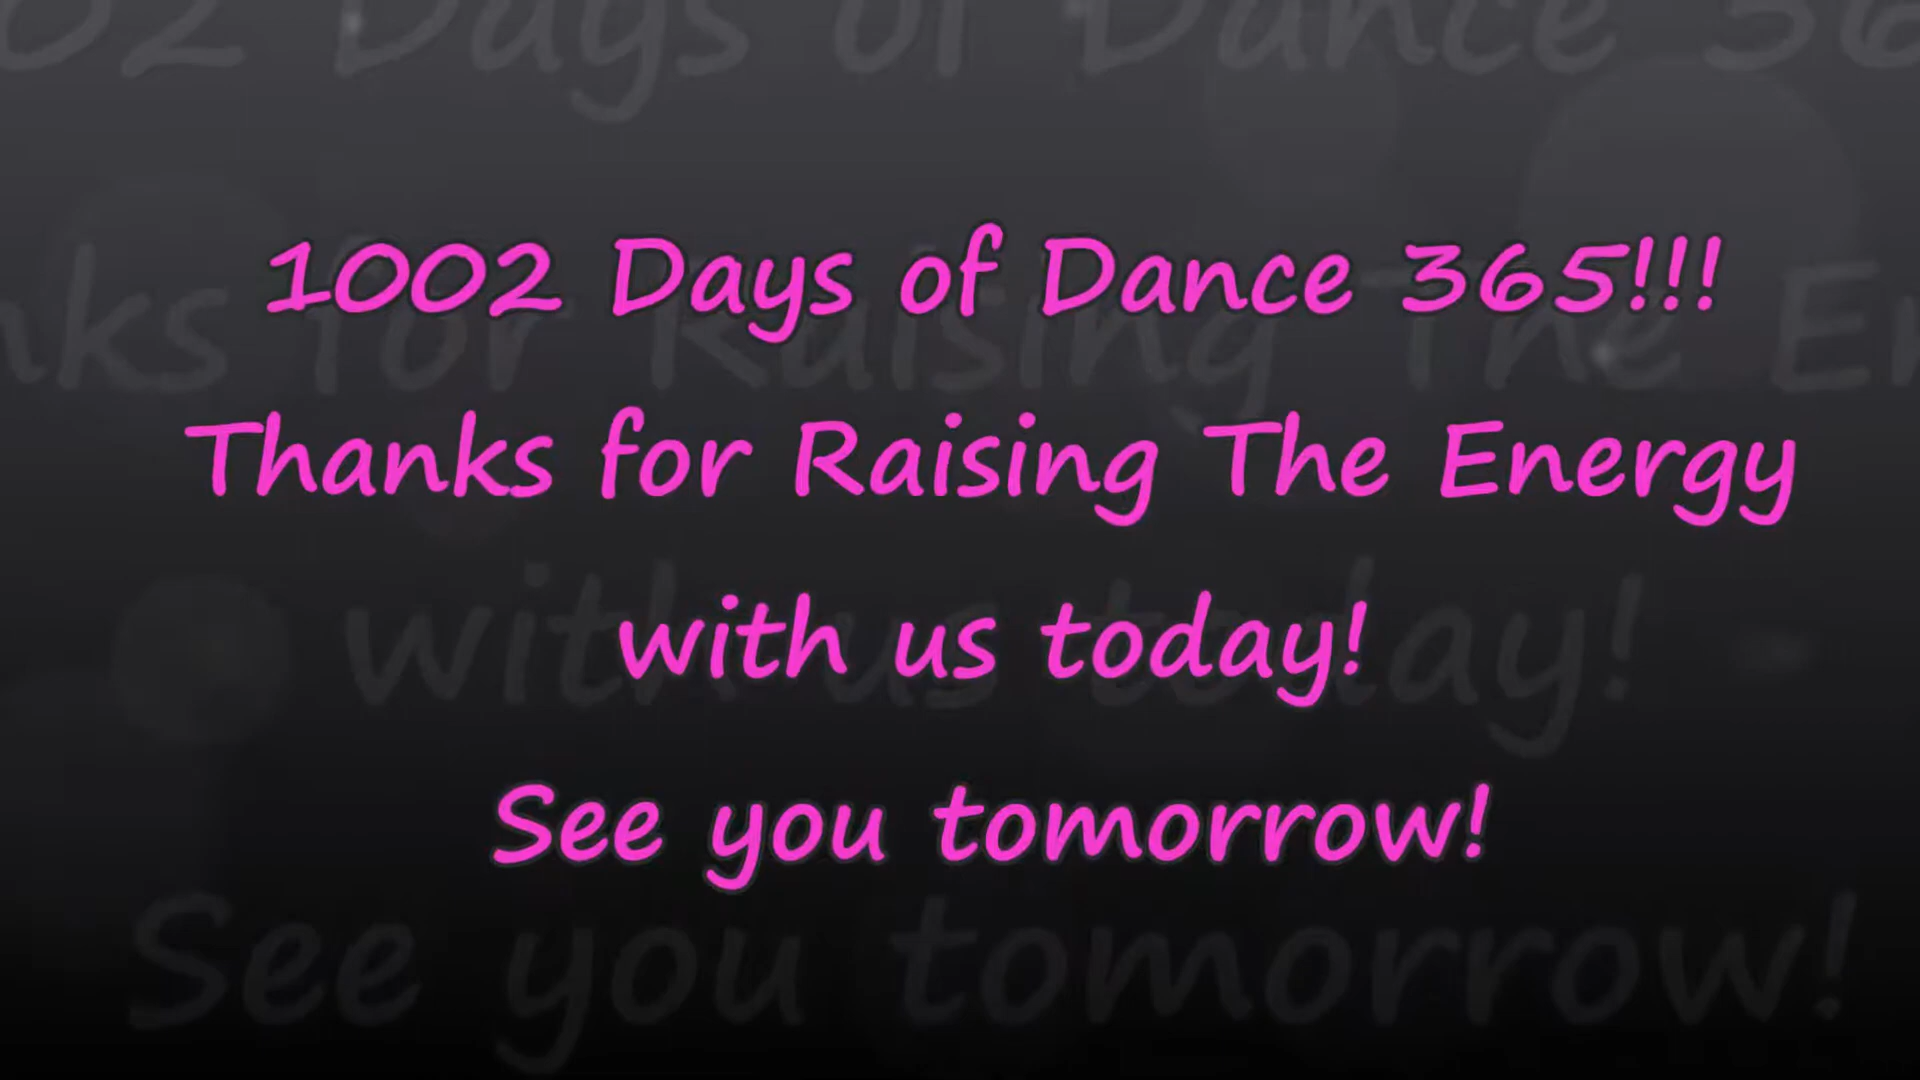 1002 Days of Dance 365!!!
Thanks for Raising The Energy
with us today!
See you tomorrow!